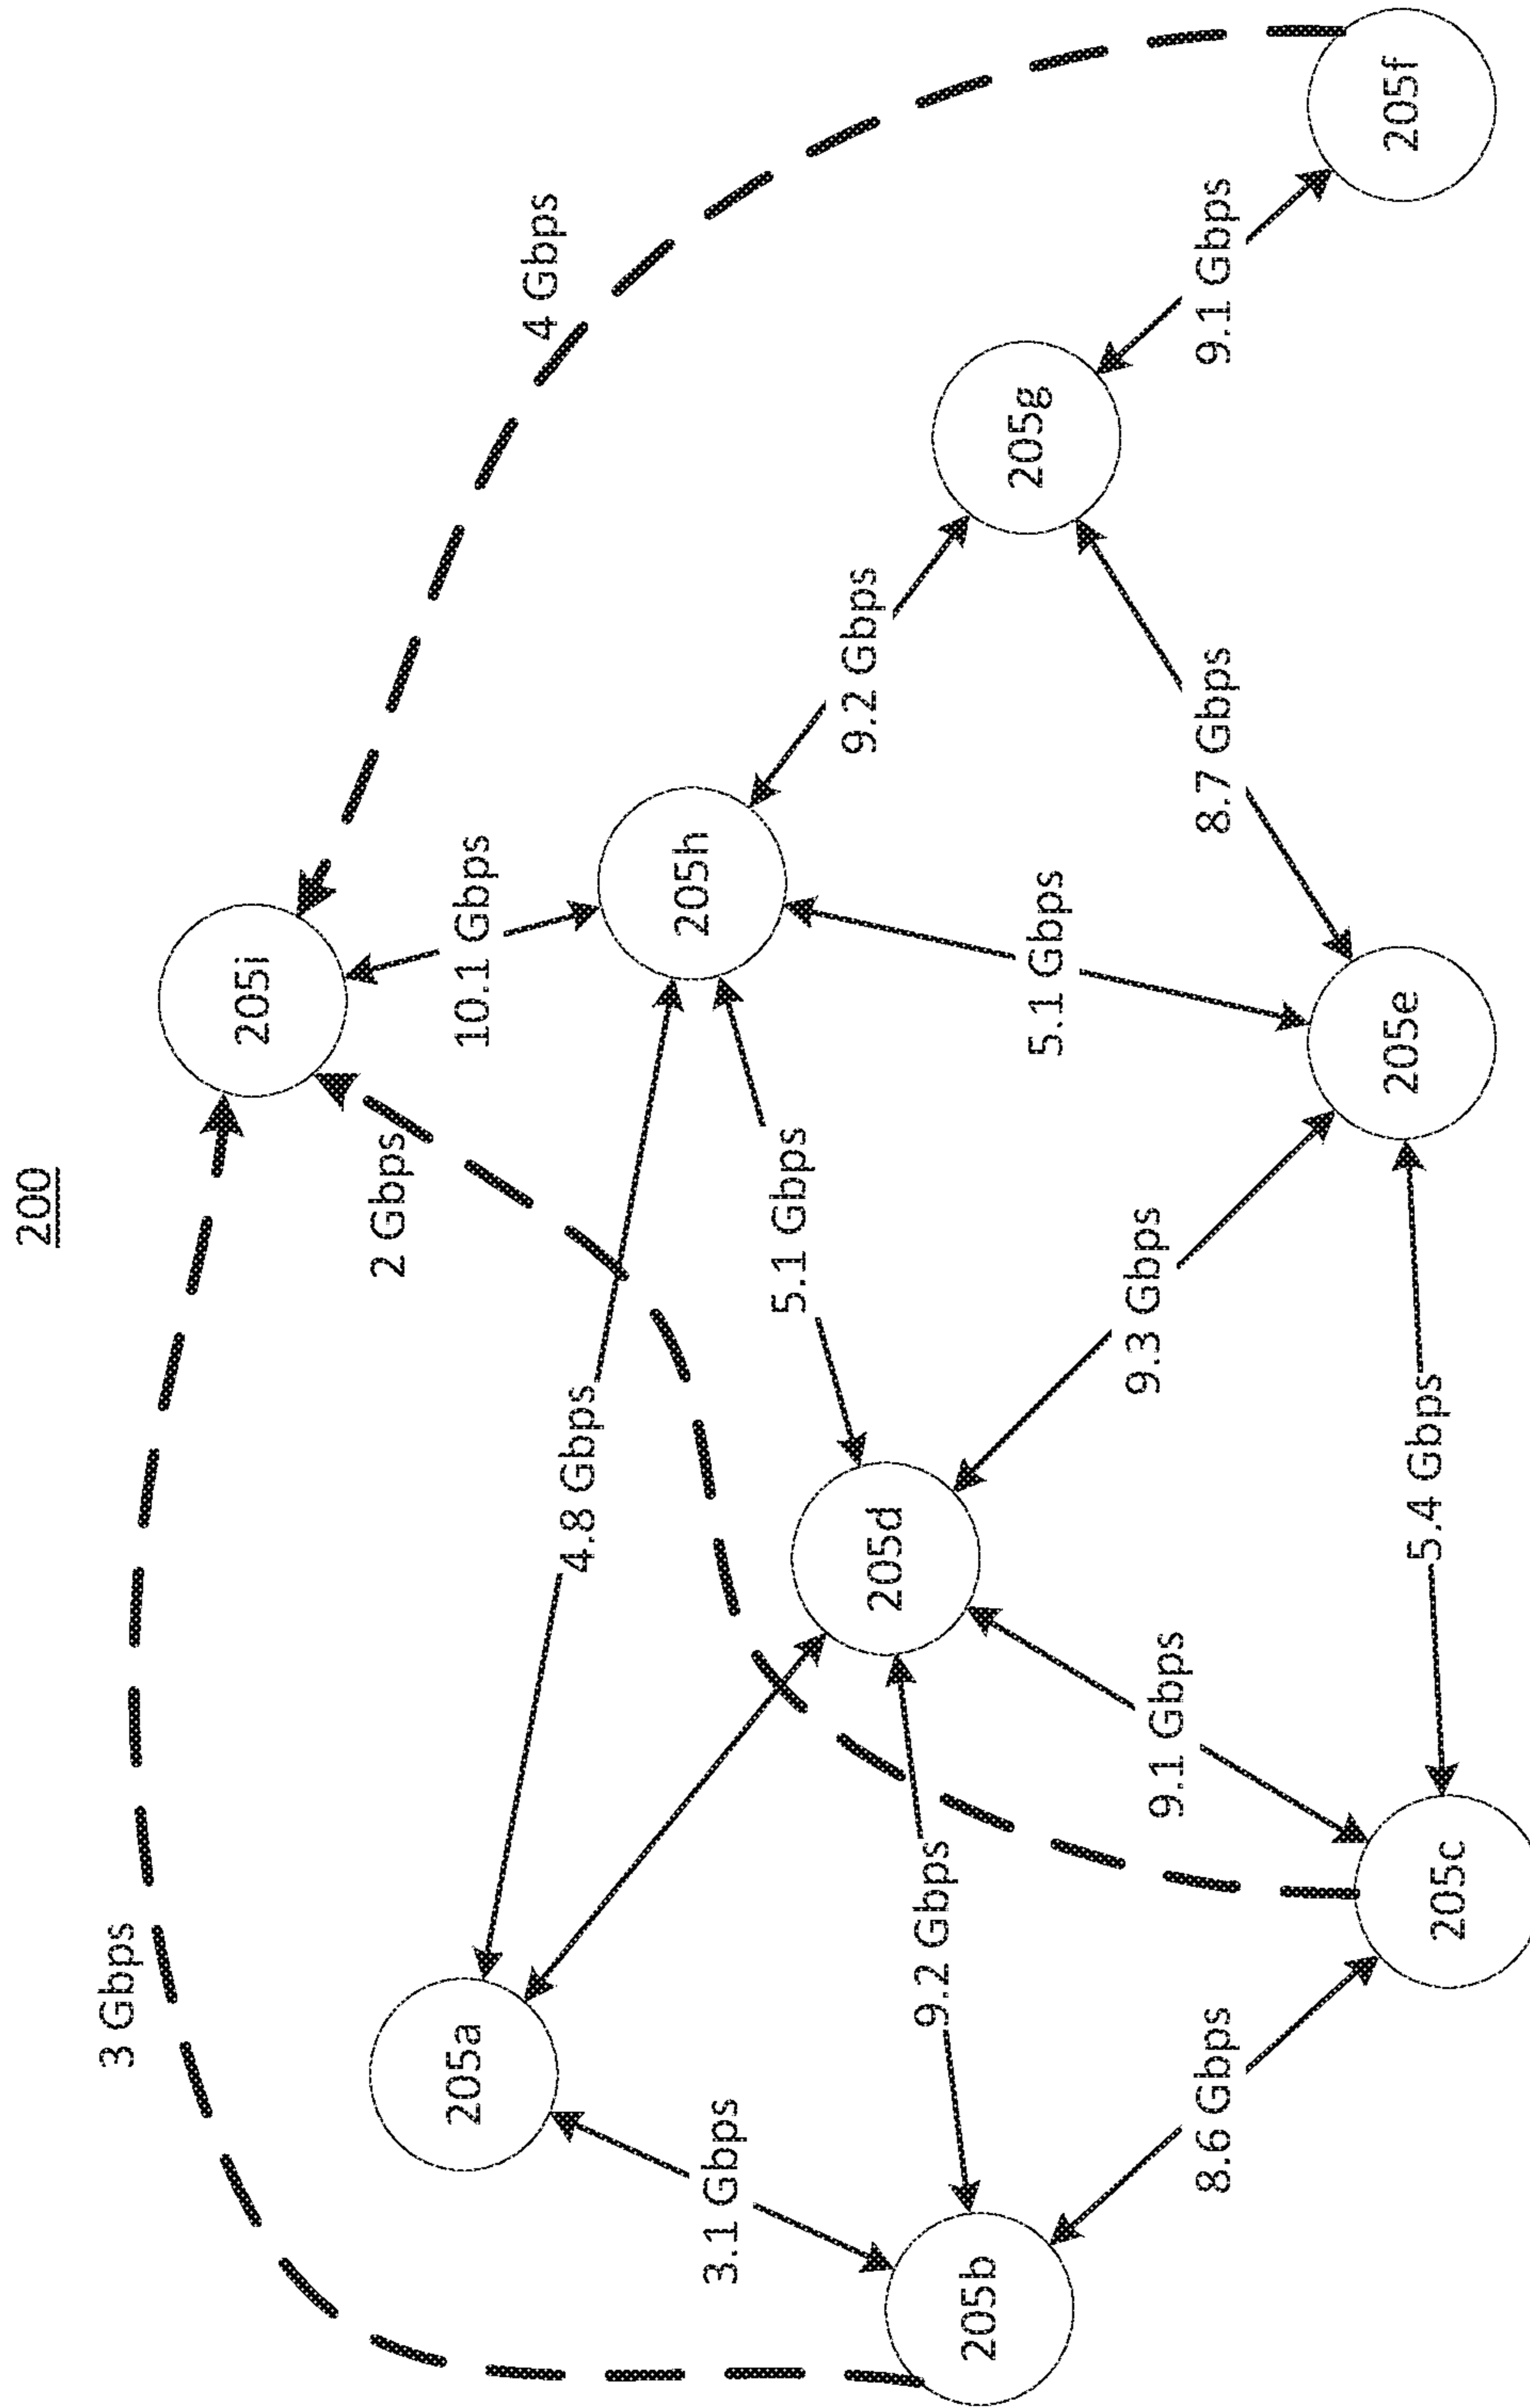 200
3 Gbps
2 Gbps
4 Gbps
205i
10.1 Gbps
205a
4.8 Gbps
205h
3.1 Gbps
5.1 Gbps
9.2 Gbps
205d
205b
9.2 Gbps
9.3 Gbps
5.1 Gbps
205g
9.1 Gbps
8.6 Gbps
8.7 Gbps
9.1 Gbps
205c
5.4 Gbps
205e
205f